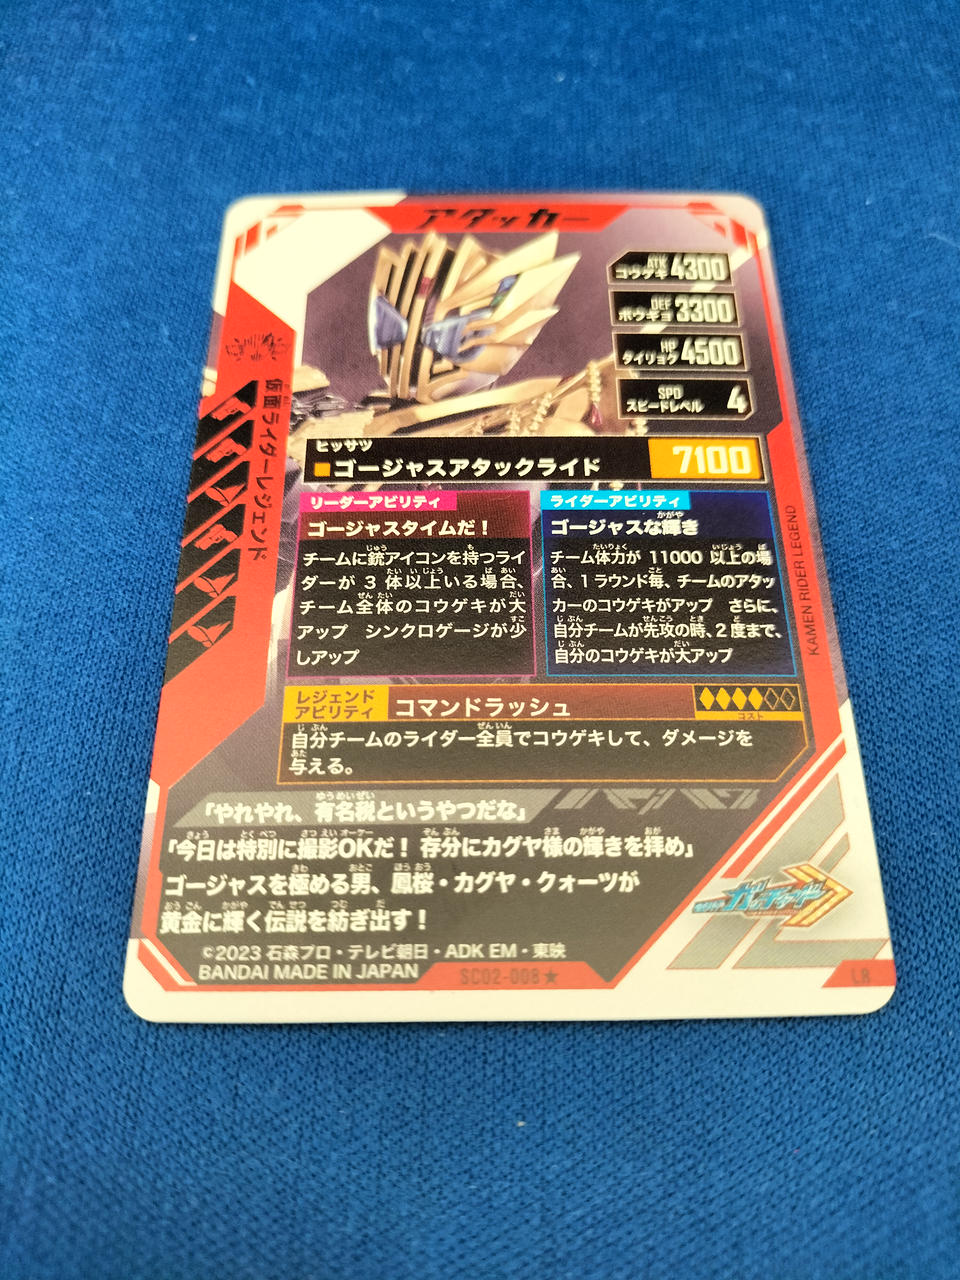 アタッカー
ATK
コウゲキ 4300
DEF
ボウギョ 3300
HP
タイリョク 4500
SPD
スピードレベル 4
仮面ライダーレジェンド
KAMEN RIDER LEGEND
ヒッサツ
ゴージャスアタックライド 7100
リーダーアビリティ
ゴージャスタイムだ！
チームに銃アイコンを持つライ
ダーが 3 体以上いる場合、
チーム全体のコウゲキが大
アップ シンクロゲージが少
しアップ
ライダーアビリティ
ゴージャスな輝き
チーム体力が 11000 以上の場
合、1ラウンド毎、チームのアタッ
カーのコウゲキがアップ さらに、
自分チームが先攻の時、2度まで、
自分のコウゲキが大アップ
レジェンド
アビリティ
コマンドラッシュ
コスト
自分チームのライダー全員でコウゲキして、ダメージを
与える。
「やれやれ、有名税というやつだな」
「今日は特別に撮影OKだ！ 存分にカグヤ様の輝きを拝め」
ゴージャスを極める男、鳳桜・カグヤ・クォーツが
黄金に輝く伝説を紡ぎ出す！
ガッチャード
©2023 石森プロ・テレビ朝日・ADK EM・東映
BANDAI MADE IN JAPAN
SC02-008★
LR